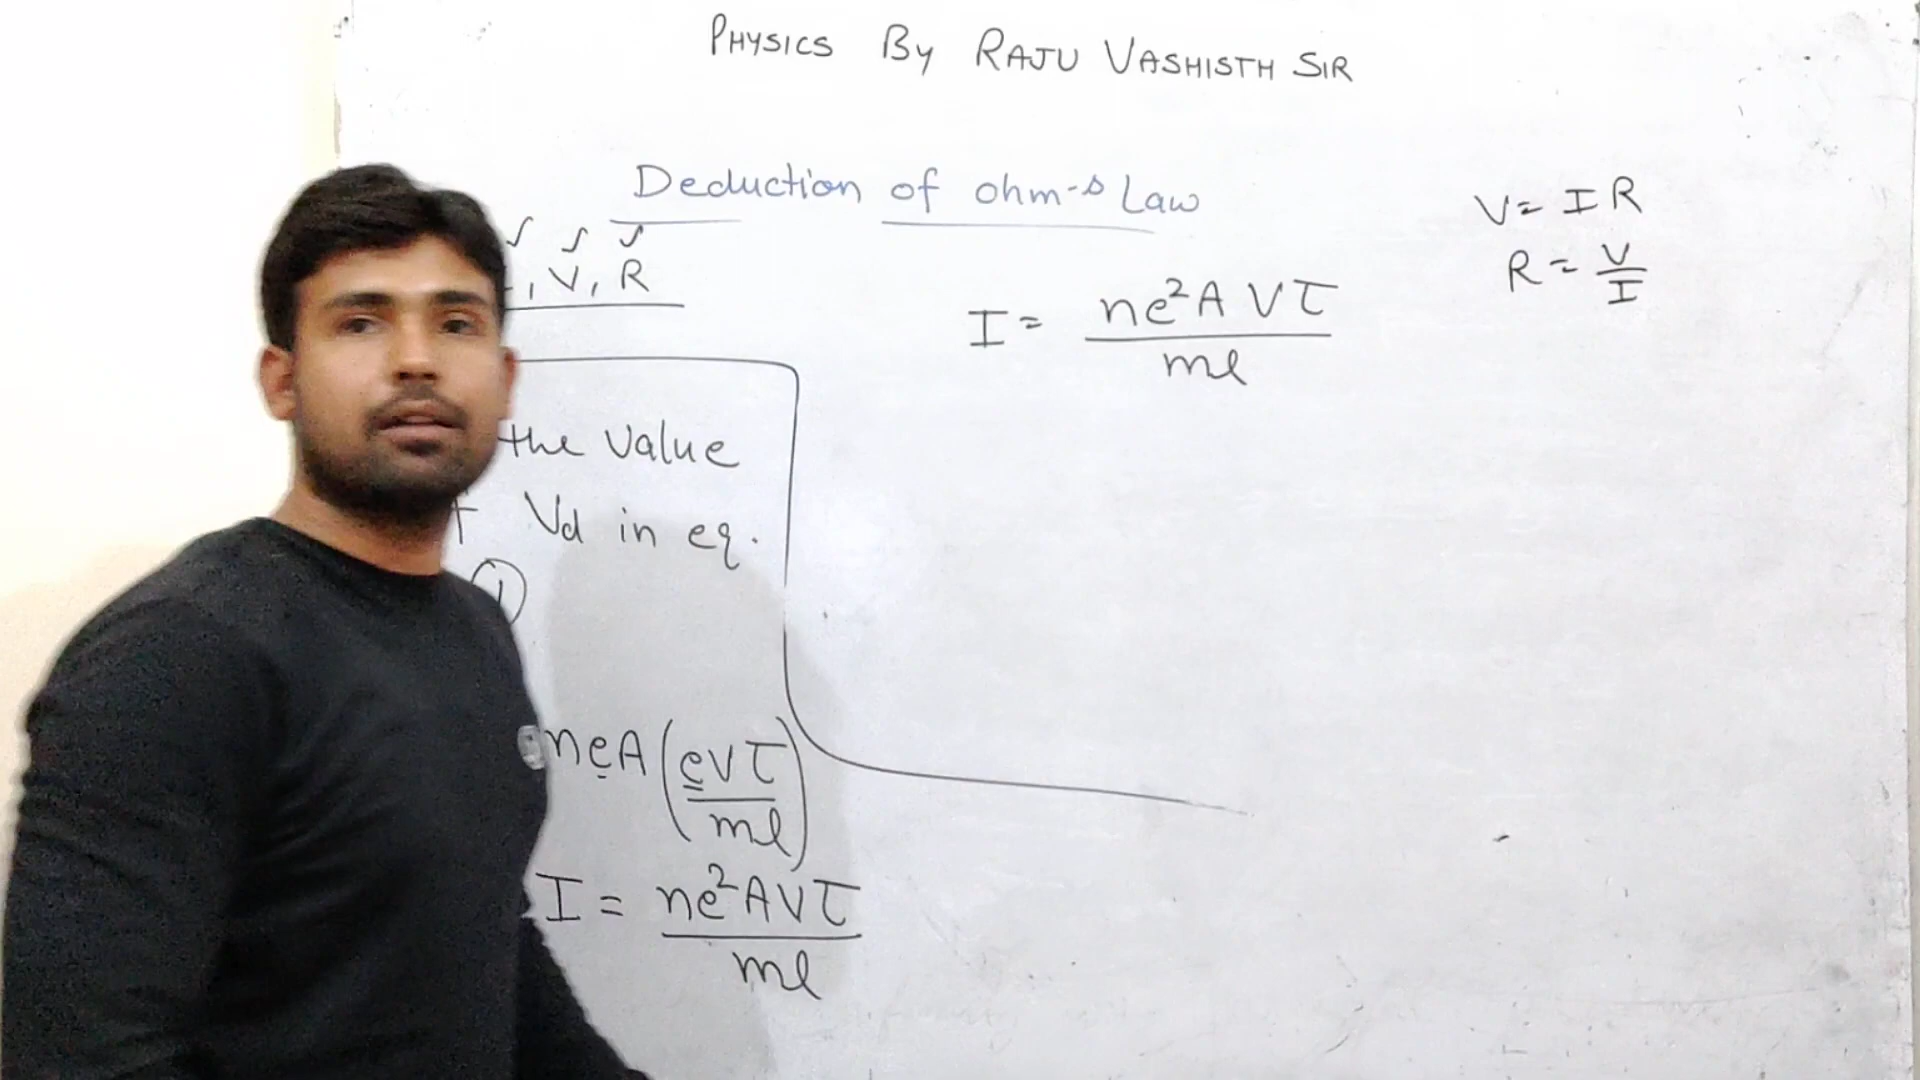 PHYSICS BY RAJU VASHISTH SIR
Deduction of ohm-s Law
, V, R
V = I R
R = V/I
I = ne²AVτ/ml
the value
Vd in eq.
1
neA(eVτ/ml)
I = ne²AVτ/ml